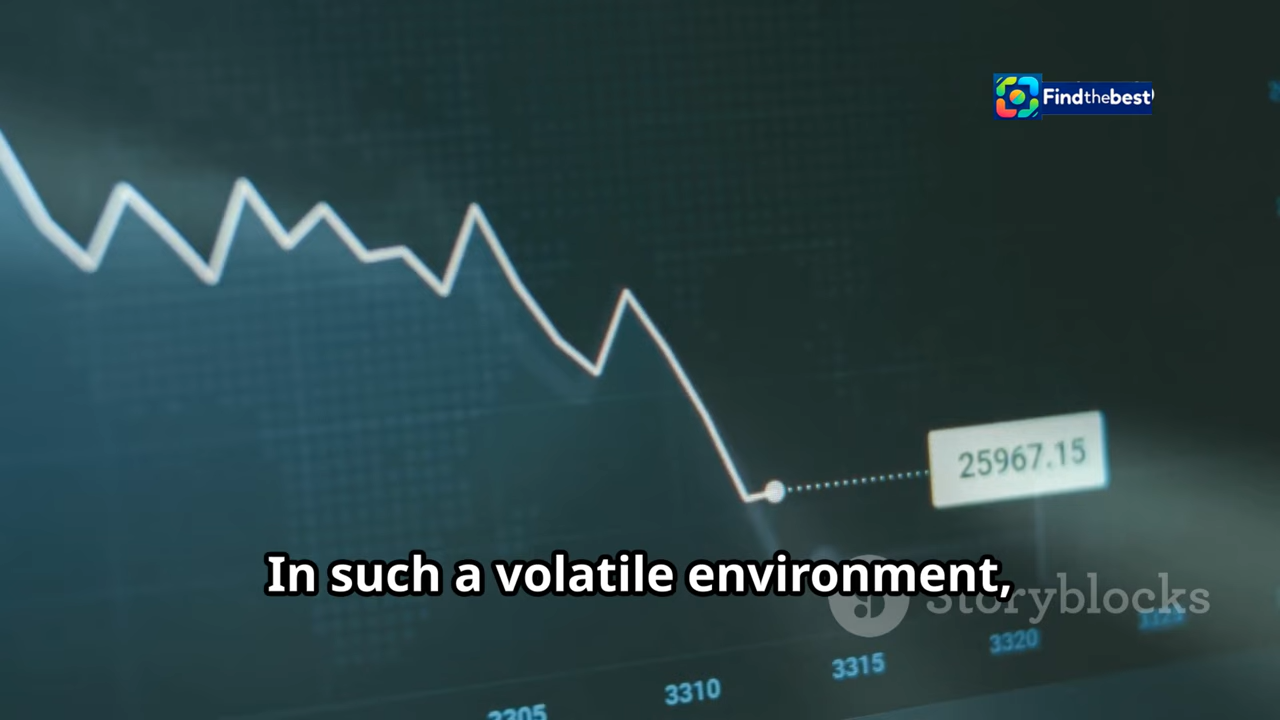 Findthebest
25967.15
In such a volatile environment,
Storyblocks
3320
3315
3310
3305